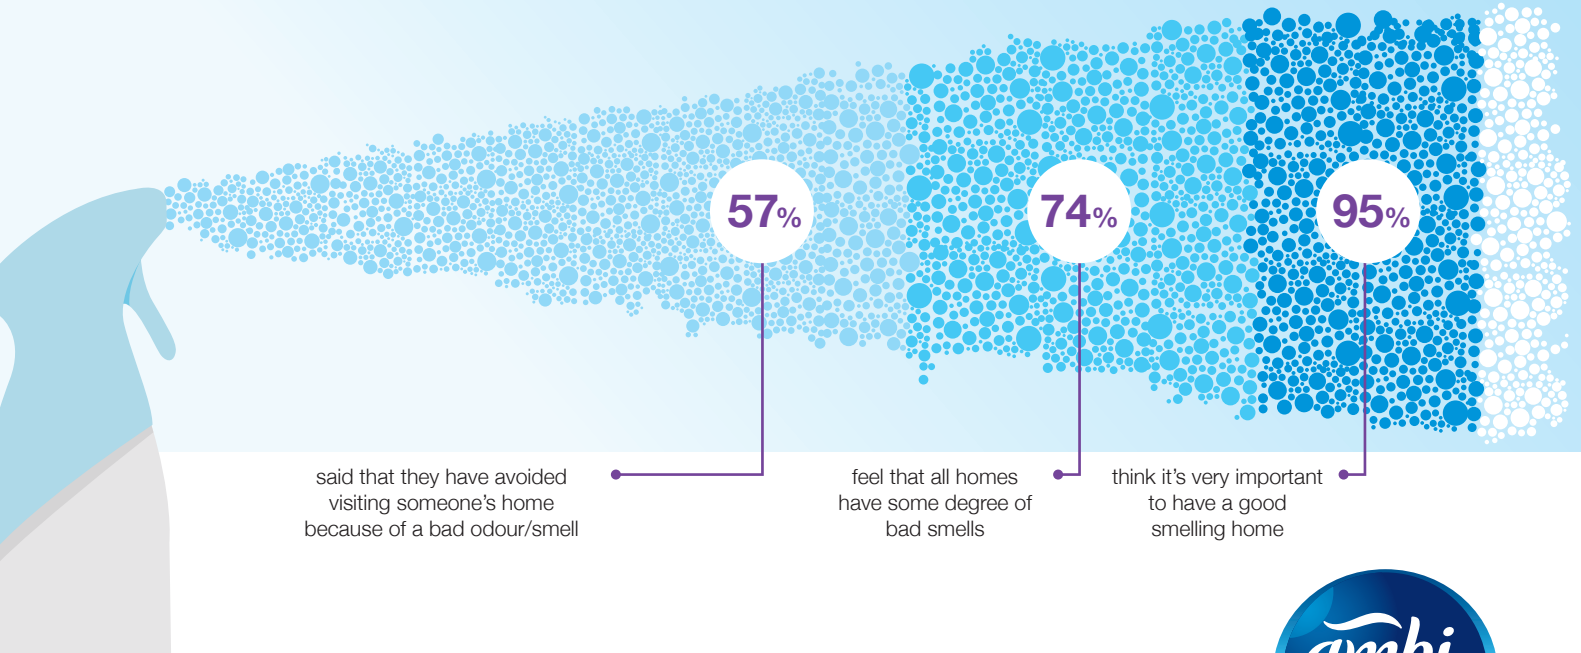 57%
74%
95%
said that they have avoided
visiting someone's home
because of a bad odour/smell
feel that all homes
have some degree of
bad smells
think it's very important
to have a good
smelling home
ambi